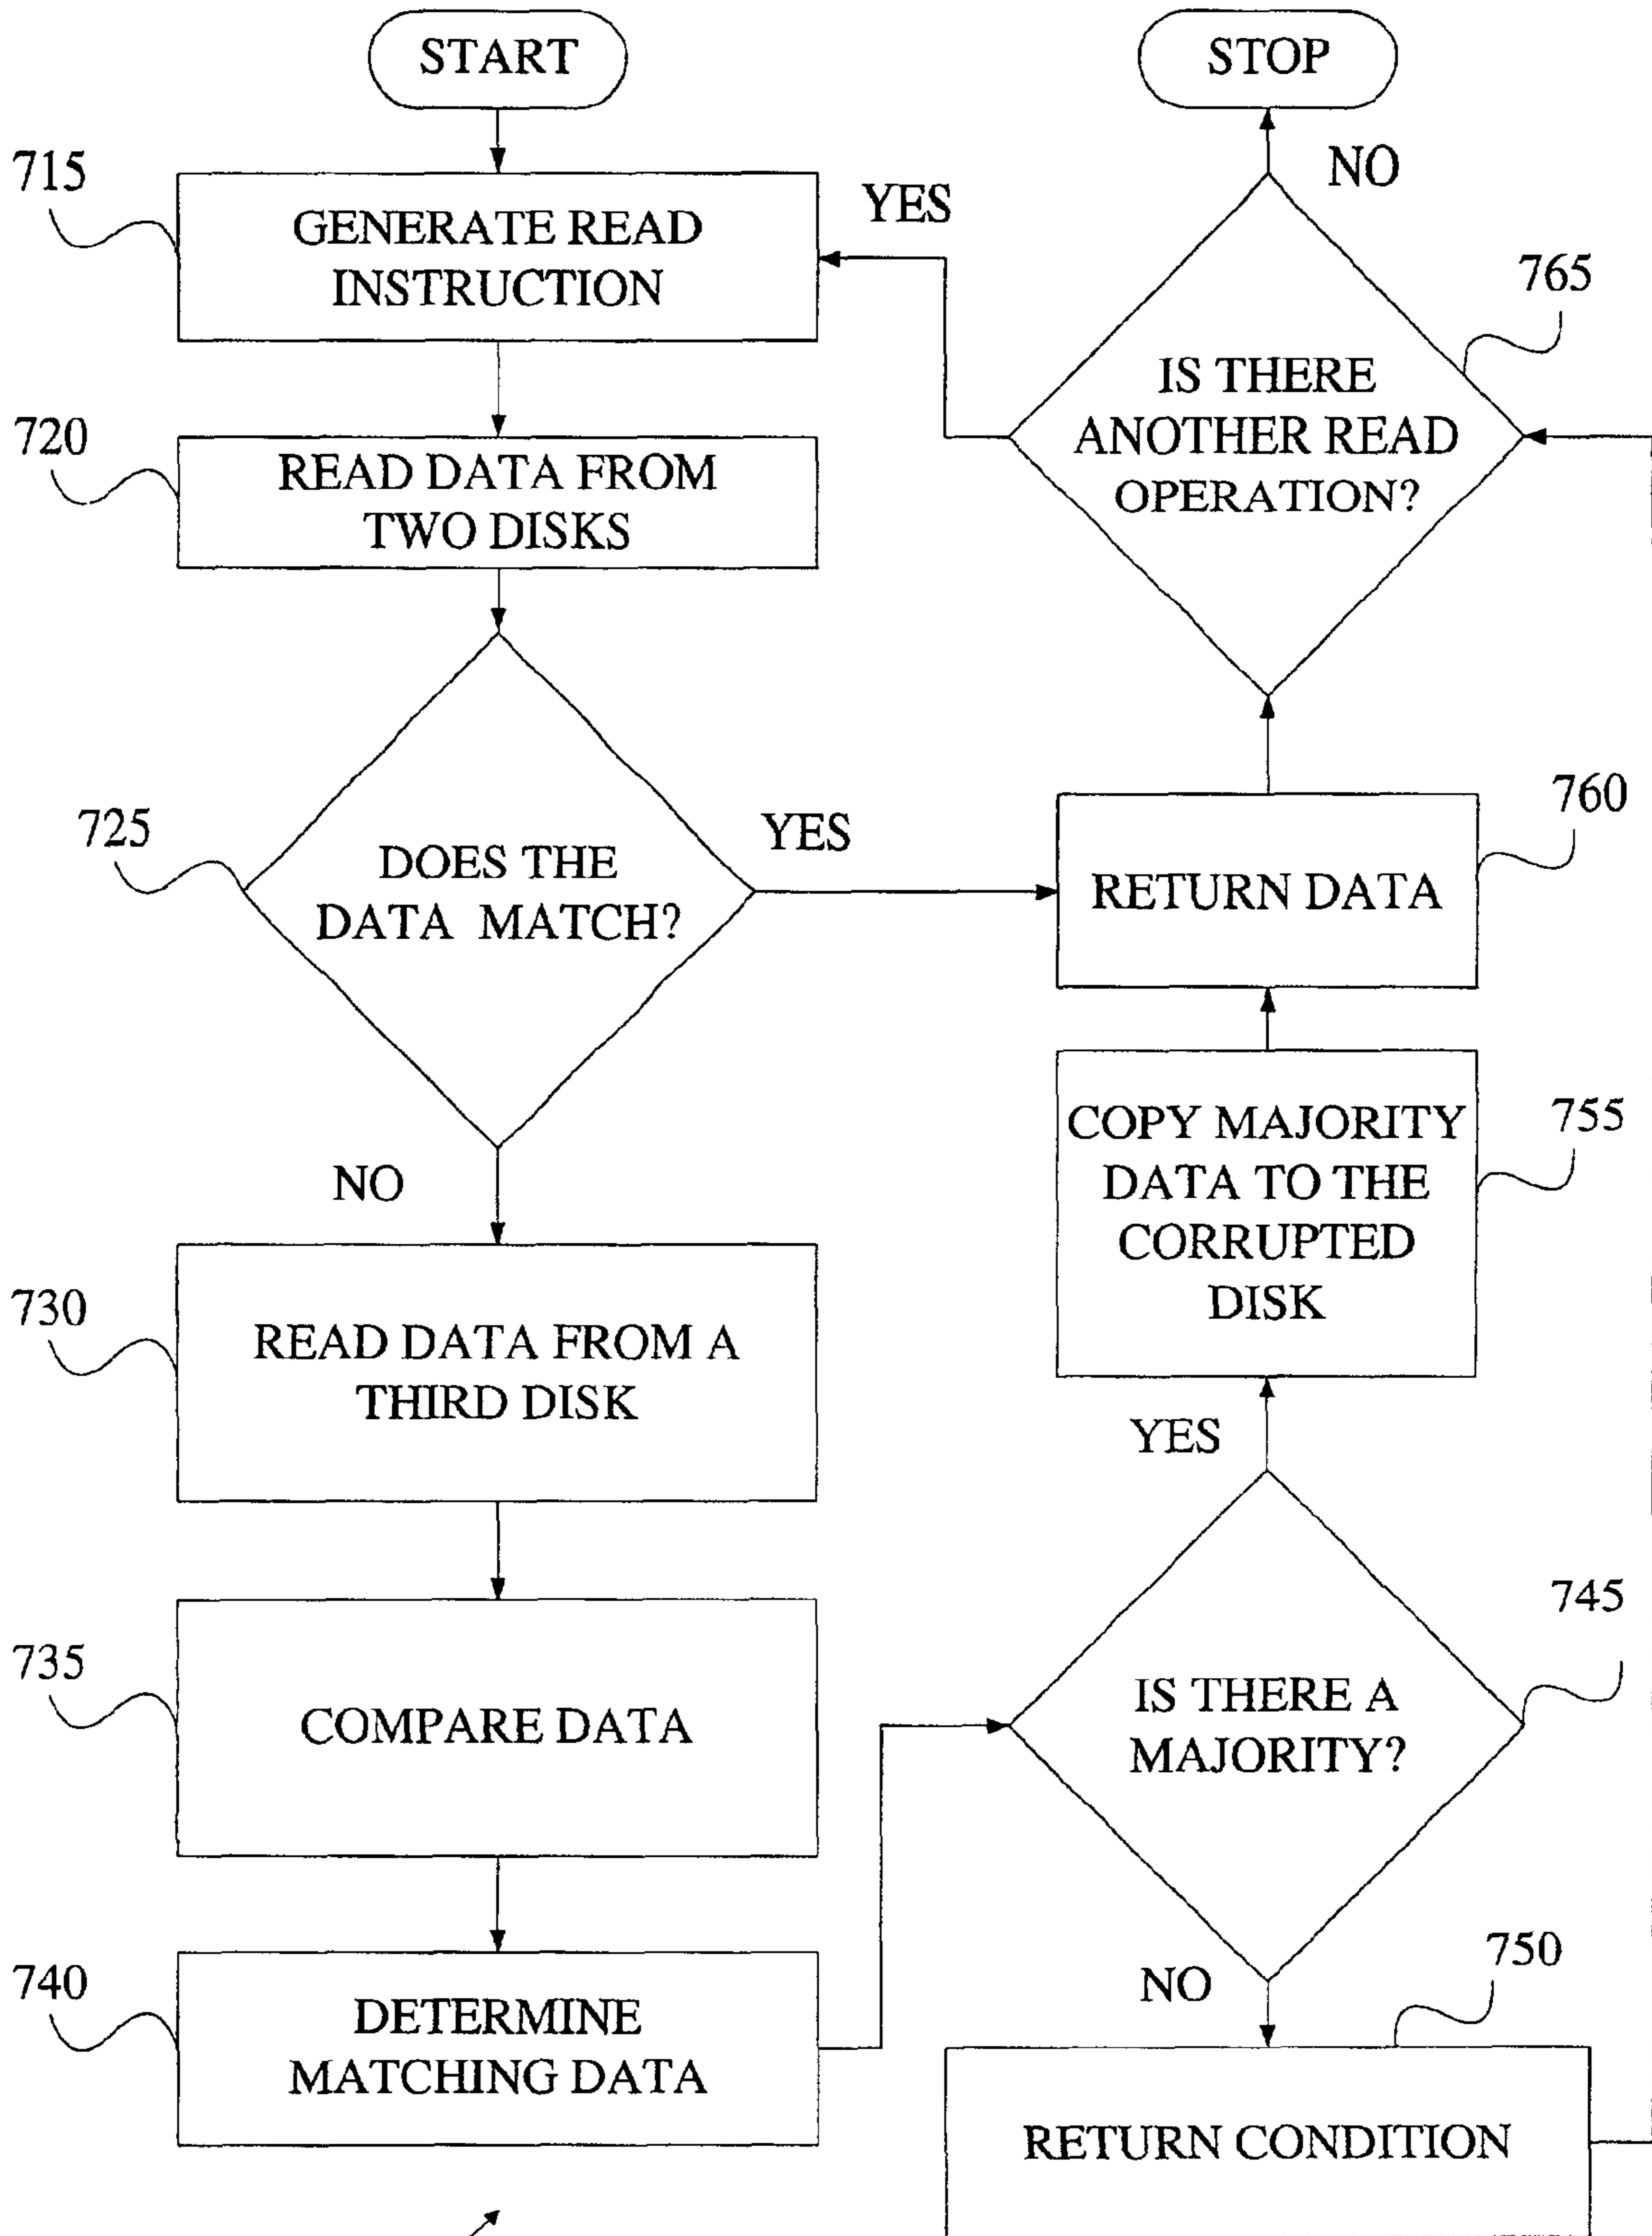 START
STOP
715
GENERATE READ
INSTRUCTION
YES
NO
765
IS THERE
ANOTHER READ
OPERATION?
720
READ DATA FROM
TWO DISKS
725
DOES THE
DATA MATCH?
YES
760
RETURN DATA
NO
755
COPY MAJORITY
DATA TO THE
CORRUPTED
DISK
730
READ DATA FROM A
THIRD DISK
YES
735
COMPARE DATA
745
IS THERE A
MAJORITY?
740
DETERMINE
MATCHING DATA
NO
750
RETURN CONDITION